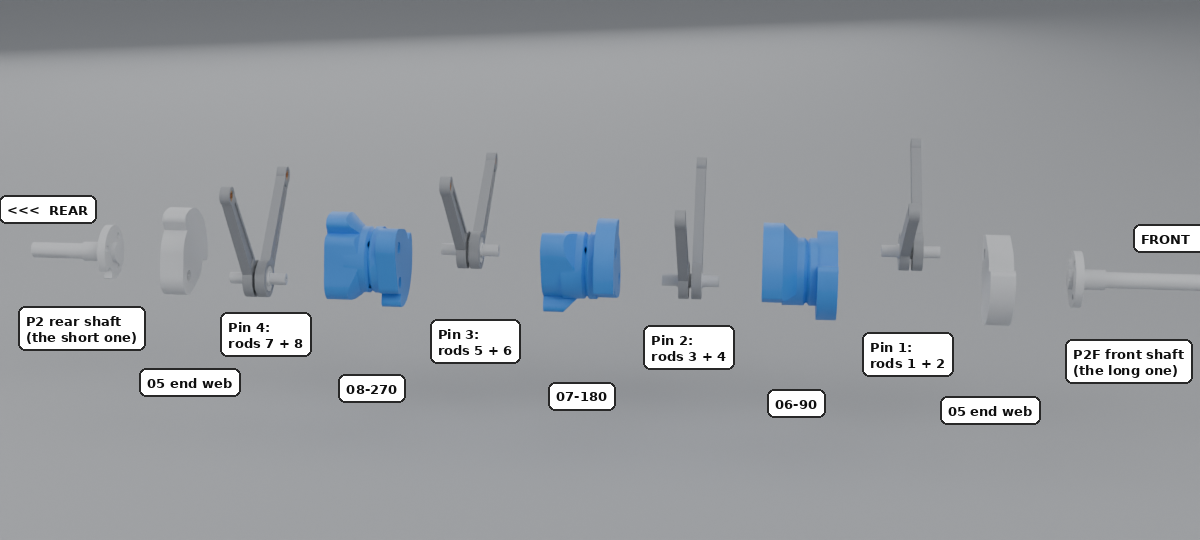 <<< REAR
FRONT
P2 rear shaft
(the short one)
05 end web
Pin 4:
rods 7 + 8
08-270
Pin 3:
rods 5 + 6
07-180
Pin 2:
rods 3 + 4
06-90
Pin 1:
rods 1 + 2
05 end web
P2F front shaft
(the long one)